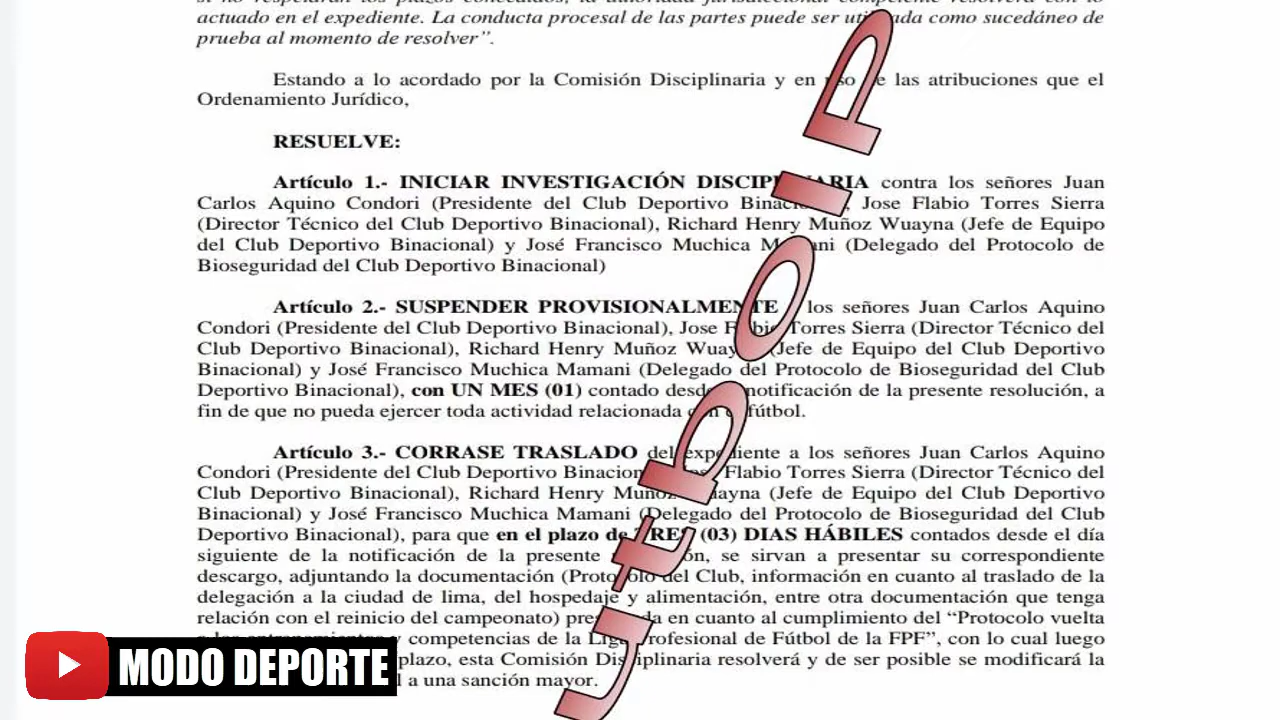 si no respetaran los plazos concedidos, la autoridad jurisdiccional competente resolverá con lo
actuado en el expediente. La conducta procesal de las partes puede ser utilizada como sucedáneo de
prueba al momento de resolver”.
Estando a lo acordado por la Comisión Disciplinaria y en uso de las atribuciones que el
Ordenamiento Jurídico,
RESUELVE:
Artículo 1.- INICIAR INVESTIGACIÓN DISCIPLINARIA contra los señores Juan
Carlos Aquino Condori (Presidente del Club Deportivo Binacional), Jose Flabio Torres Sierra
(Director Técnico del Club Deportivo Binacional), Richard Henry Muñoz Wuayna (Jefe de Equipo
del Club Deportivo Binacional) y José Francisco Muchica Mamani (Delegado del Protocolo de
Bioseguridad del Club Deportivo Binacional)
Artículo 2.- SUSPENDER PROVISIONALMENTE los señores Juan Carlos Aquino
Condori (Presidente del Club Deportivo Binacional), Jose Flabio Torres Sierra (Director Técnico del
Club Deportivo Binacional), Richard Henry Muñoz Wuayna (Jefe de Equipo del Club Deportivo
Binacional) y José Francisco Muchica Mamani (Delegado del Protocolo de Bioseguridad del Club
Deportivo Binacional), con UN MES (01) contado desde notificación de la presente resolución, a
fin de que no pueda ejercer toda actividad relacionada con el fútbol.
Artículo 3.- CORRASE TRASLADO del expediente a los señores Juan Carlos Aquino
Condori (Presidente del Club Deportivo Binacional), Jose Flabio Torres Sierra (Director Técnico del
Club Deportivo Binacional), Richard Henry Muñoz Wuayna (Jefe de Equipo del Club Deportivo
Binacional) y José Francisco Muchica Mamani (Delegado del Protocolo de Bioseguridad del Club
Deportivo Binacional), para que en el plazo de TRES (03) DIAS HÁBILES contados desde el día
siguiente de la notificación de la presente resolución, se sirvan a presentar su correspondiente
descargo, adjuntando la documentación (Protocolo del Club, información en cuanto al traslado de la
delegación a la ciudad de lima, del hospedaje y alimentación, entre otra documentación que tenga
relación con el reinicio del campeonato) presentada en cuanto al cumplimiento del “Protocolo vuelta
a los entrenamientos y competencias de la Liga Profesional de Fútbol de la FPF”, con lo cual luego
plazo, esta Comisión Disciplinaria resolverá y de ser posible se modificará la
a una sanción mayor.
MODO DEPORTE